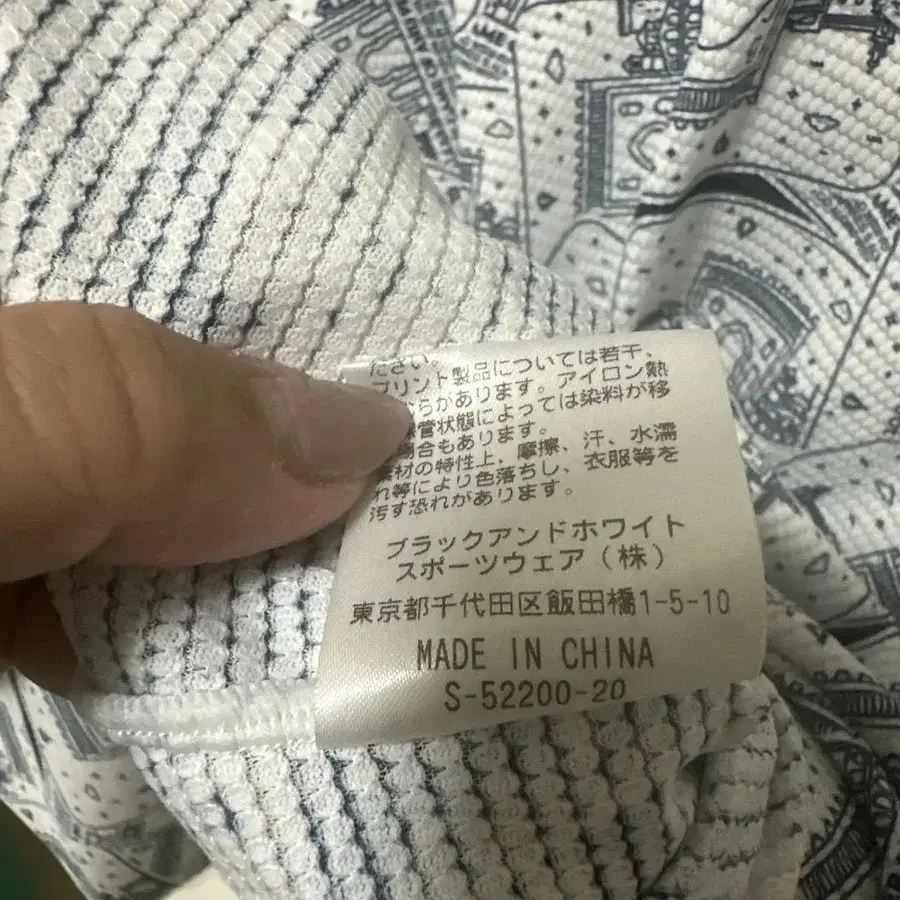 ださい。
プリント製品については若干、
らがあります。アイロン熱
管状態によっては染料が移
場合もあります。
素材の特性上、摩擦、汗、水濡
れ等により色落ちし、衣服等を
汚す恐れがあります。
ブラックアンドホワイト
スポーツウェア(株)
東京都千代田区飯田橋1-5-10
MADE IN CHINA
S-52200-20